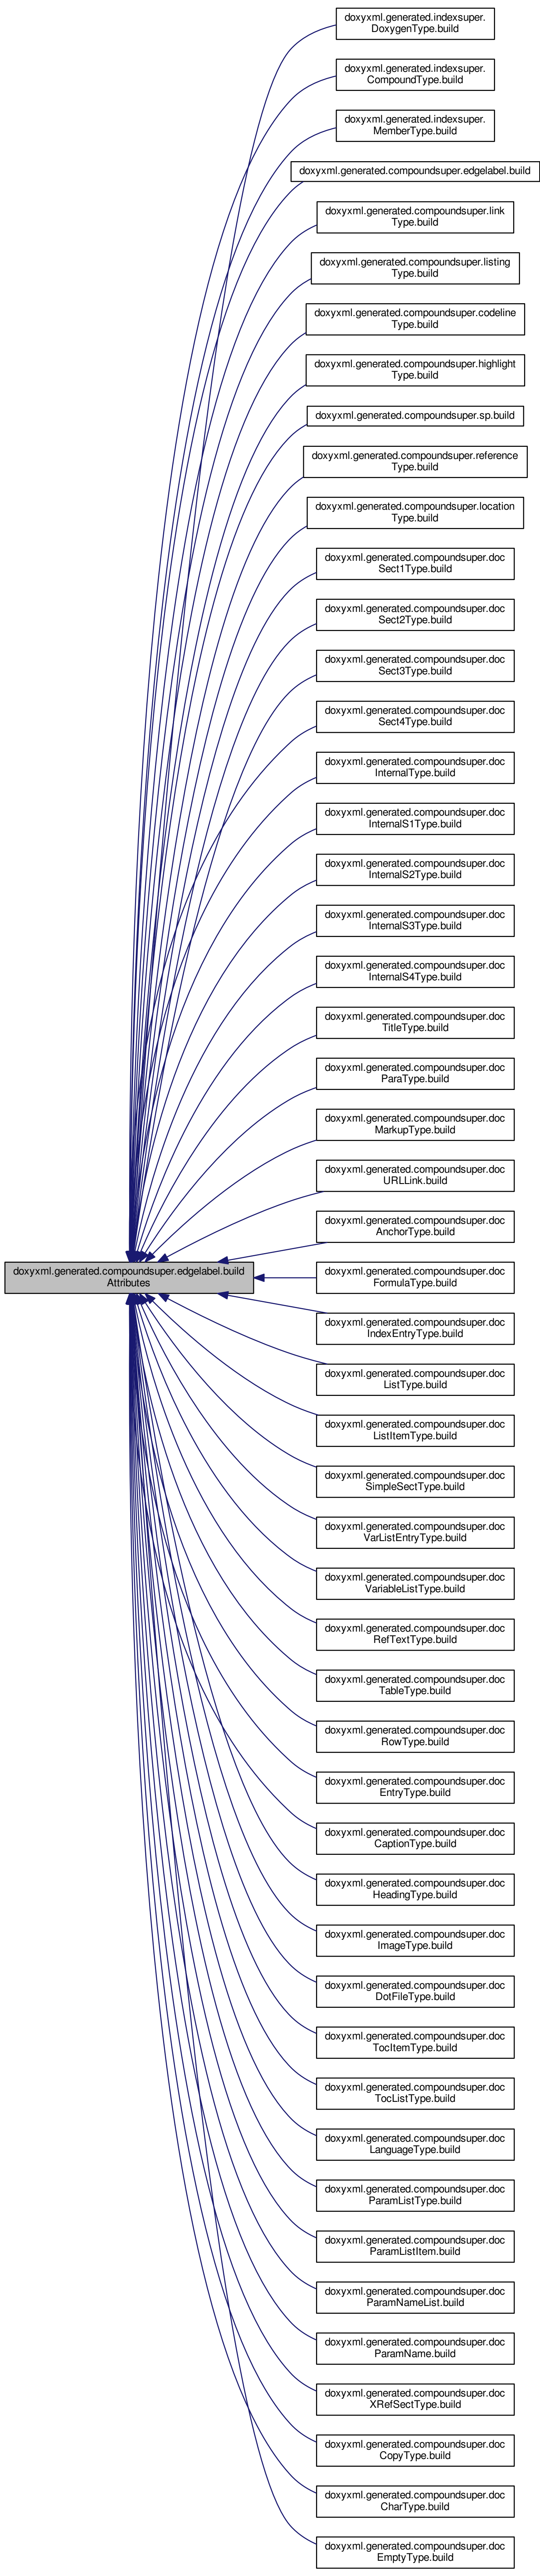 doxyxml.generated.indexsuper.
DoxygenType.build
doxyxml.generated.indexsuper.
CompoundType.build
doxyxml.generated.indexsuper.
MemberType.build
doxyxml.generated.compoundsuper.edgelabel.build
doxyxml.generated.compoundsuper.link
Type.build
doxyxml.generated.compoundsuper.listing
Type.build
doxyxml.generated.compoundsuper.codeline
Type.build
doxyxml.generated.compoundsuper.highlight
Type.build
doxyxml.generated.compoundsuper.sp.build
doxyxml.generated.compoundsuper.reference
Type.build
doxyxml.generated.compoundsuper.location
Type.build
doxyxml.generated.compoundsuper.doc
Sect1Type.build
doxyxml.generated.compoundsuper.doc
Sect2Type.build
doxyxml.generated.compoundsuper.doc
Sect3Type.build
doxyxml.generated.compoundsuper.doc
Sect4Type.build
doxyxml.generated.compoundsuper.doc
InternalType.build
doxyxml.generated.compoundsuper.doc
InternalS1Type.build
doxyxml.generated.compoundsuper.doc
InternalS2Type.build
doxyxml.generated.compoundsuper.doc
InternalS3Type.build
doxyxml.generated.compoundsuper.doc
InternalS4Type.build
doxyxml.generated.compoundsuper.doc
TitleType.build
doxyxml.generated.compoundsuper.doc
ParaType.build
doxyxml.generated.compoundsuper.doc
MarkupType.build
doxyxml.generated.compoundsuper.doc
URLLink.build
doxyxml.generated.compoundsuper.doc
AnchorType.build
doxyxml.generated.compoundsuper.edgelabel.build
Attributes
doxyxml.generated.compoundsuper.doc
FormulaType.build
doxyxml.generated.compoundsuper.doc
IndexEntryType.build
doxyxml.generated.compoundsuper.doc
ListType.build
doxyxml.generated.compoundsuper.doc
ListItemType.build
doxyxml.generated.compoundsuper.doc
SimpleSectType.build
doxyxml.generated.compoundsuper.doc
VarListEntryType.build
doxyxml.generated.compoundsuper.doc
VariableListType.build
doxyxml.generated.compoundsuper.doc
RefTextType.build
doxyxml.generated.compoundsuper.doc
TableType.build
doxyxml.generated.compoundsuper.doc
RowType.build
doxyxml.generated.compoundsuper.doc
EntryType.build
doxyxml.generated.compoundsuper.doc
CaptionType.build
doxyxml.generated.compoundsuper.doc
HeadingType.build
doxyxml.generated.compoundsuper.doc
ImageType.build
doxyxml.generated.compoundsuper.doc
DotFileType.build
doxyxml.generated.compoundsuper.doc
TocItemType.build
doxyxml.generated.compoundsuper.doc
TocListType.build
doxyxml.generated.compoundsuper.doc
LanguageType.build
doxyxml.generated.compoundsuper.doc
ParamListType.build
doxyxml.generated.compoundsuper.doc
ParamListItem.build
doxyxml.generated.compoundsuper.doc
ParamNameList.build
doxyxml.generated.compoundsuper.doc
ParamName.build
doxyxml.generated.compoundsuper.doc
XRefSectType.build
doxyxml.generated.compoundsuper.doc
CopyType.build
doxyxml.generated.compoundsuper.doc
CharType.build
doxyxml.generated.compoundsuper.doc
EmptyType.build